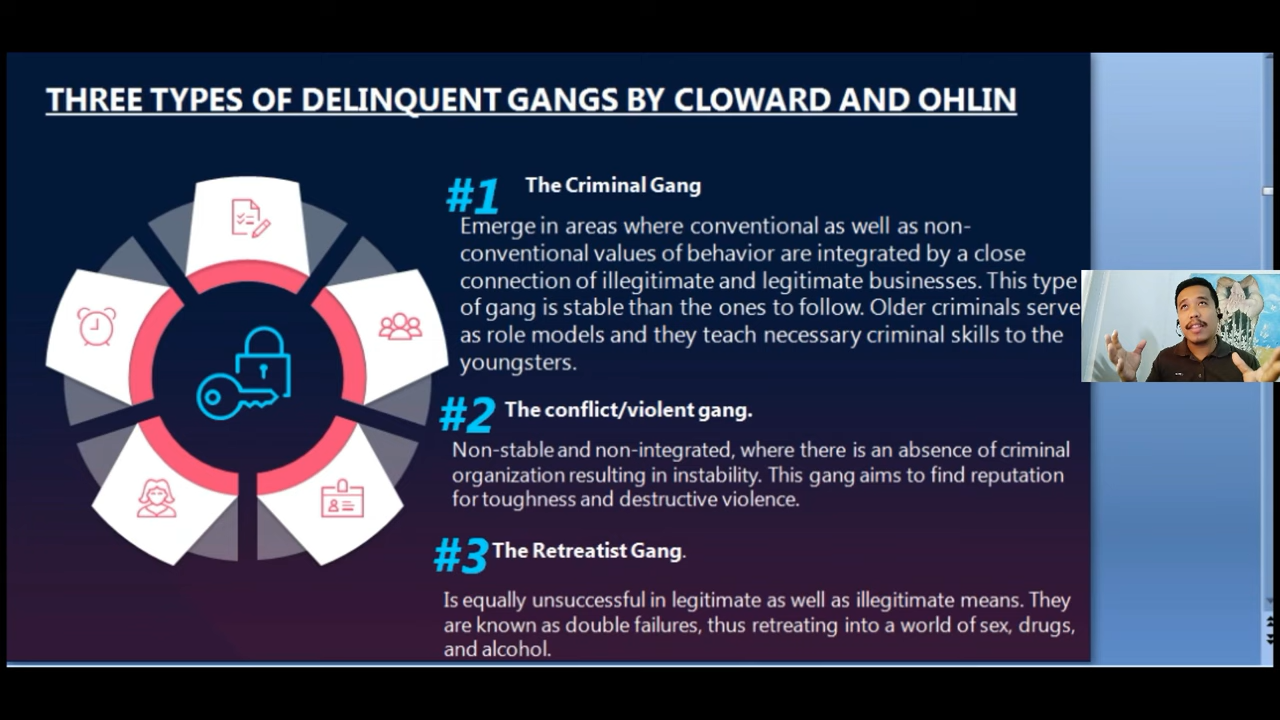 THREE TYPES OF DELINQUENT GANGS BY CLOWARD AND OHLIN
#1 The Criminal Gang
Emerge in areas where conventional as well as non-
conventional values of behavior are integrated by a close
connection of illegitimate and legitimate businesses. This type
of gang is stable than the ones to follow. Older criminals serve
as role models and they teach necessary criminal skills to the
youngsters.
#2 The conflict/violent gang.
Non-stable and non-integrated, where there is an absence of criminal
organization resulting in instability. This gang aims to find reputation
for toughness and destructive violence.
#3 The Retreatist Gang.
Is equally unsuccessful in legitimate as well as illegitimate means. They
are known as double failures, thus retreating into a world of sex, drugs,
and alcohol.